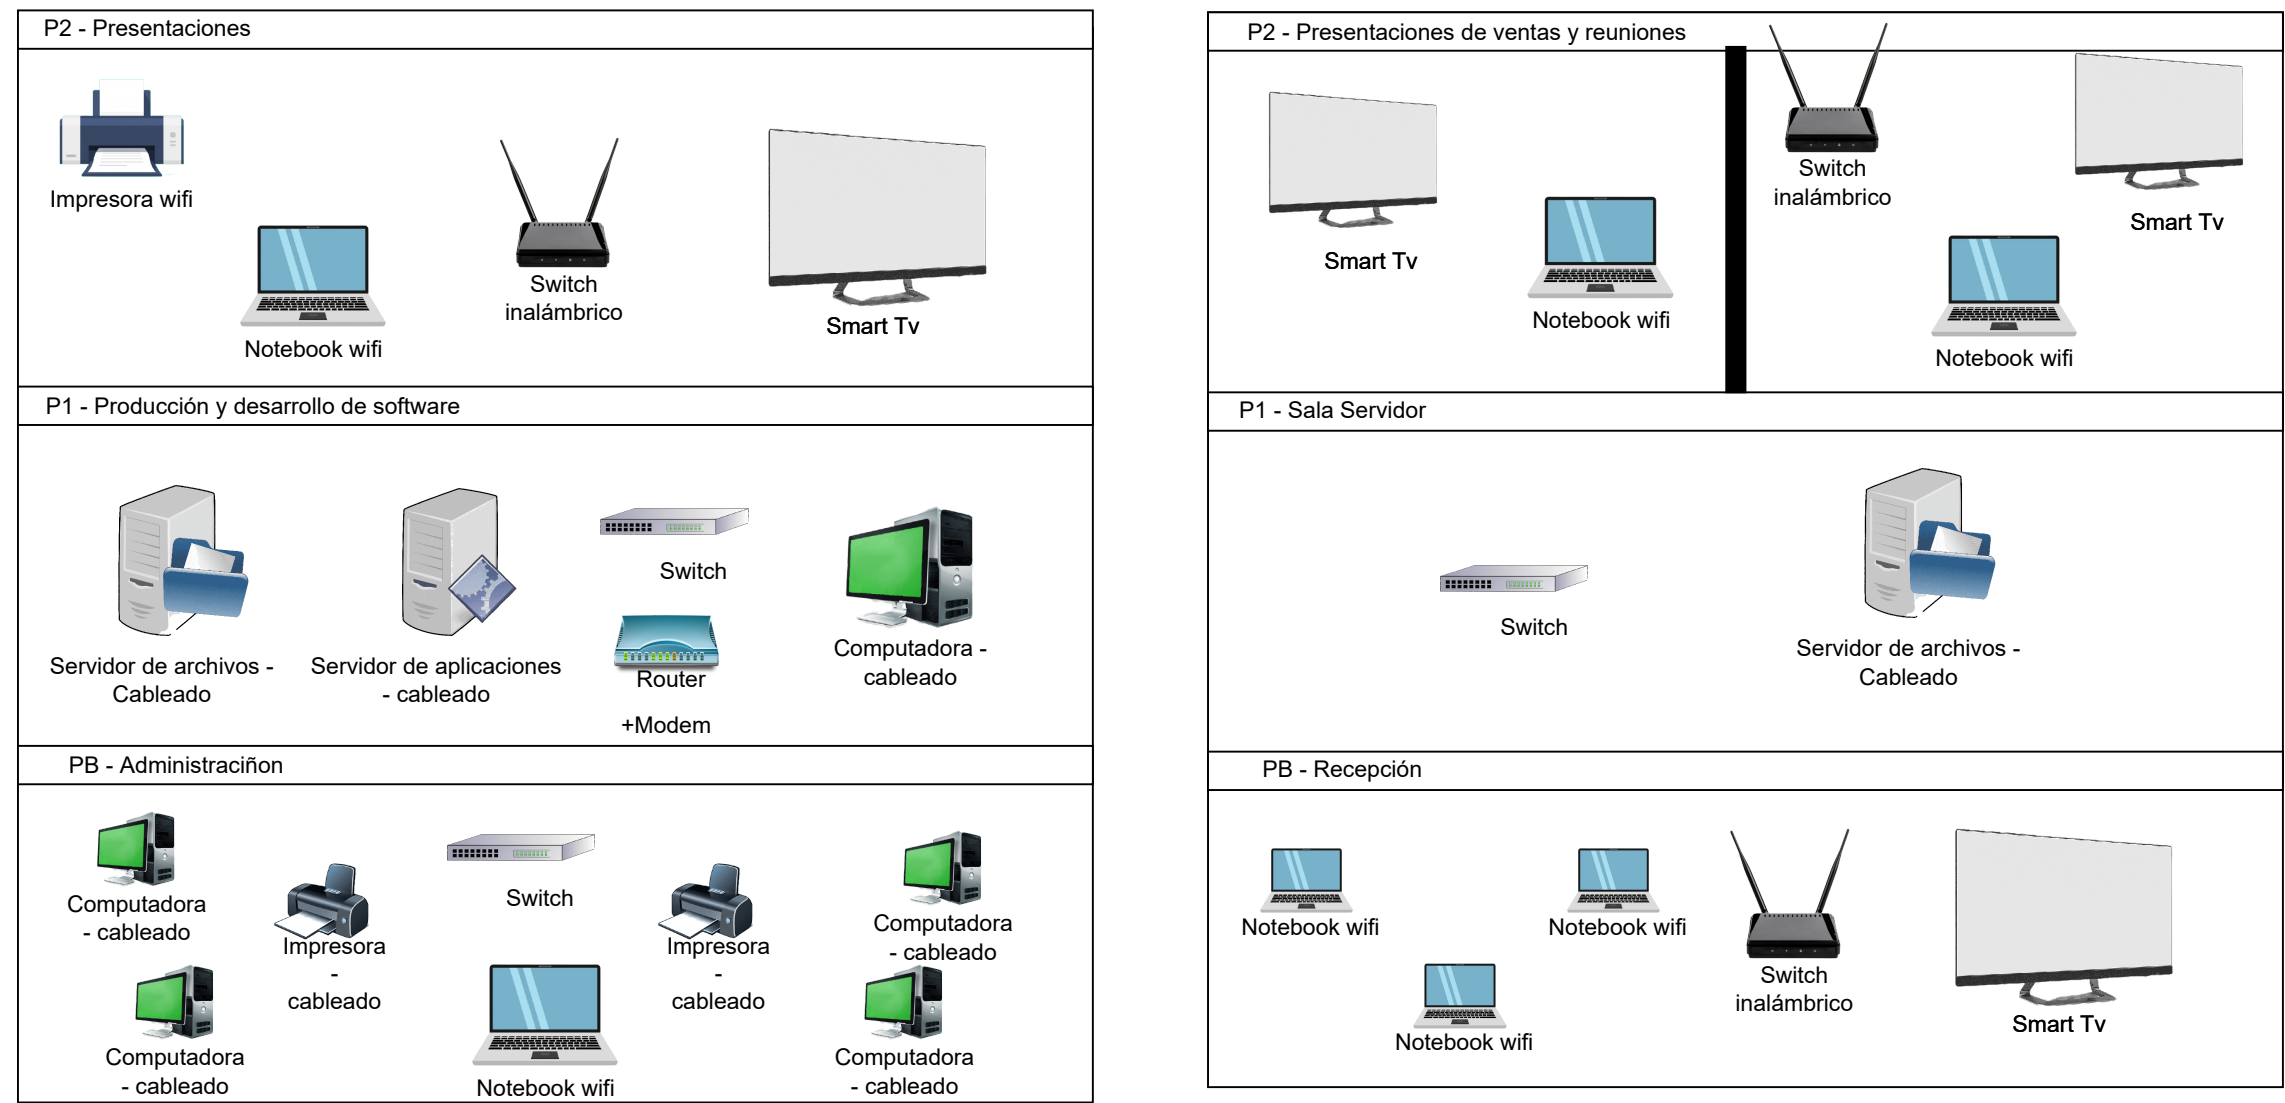 P2 - Presentaciones
Impresora wifi
Notebook wifi
Switch
inalámbrico
Smart Tv
P1 - Producción y desarrollo de software
Servidor de archivos -
Cableado
Servidor de aplicaciones
- cableado
Switch
Router
+Modem
Computadora -
cableado
PB - Administraciñon
Computadora
- cableado
Impresora
-
cableado
Switch
Impresora
-
cableado
Computadora
- cableado
Computadora
- cableado
Notebook wifi
Computadora
- cableado
P2 - Presentaciones de ventas y reuniones
Smart Tv
Notebook wifi
Switch
inalámbrico
Smart Tv
Notebook wifi
P1 - Sala Servidor
Switch
Servidor de archivos -
Cableado
PB - Recepción
Notebook wifi
Notebook wifi
Notebook wifi
Switch
inalámbrico
Smart Tv